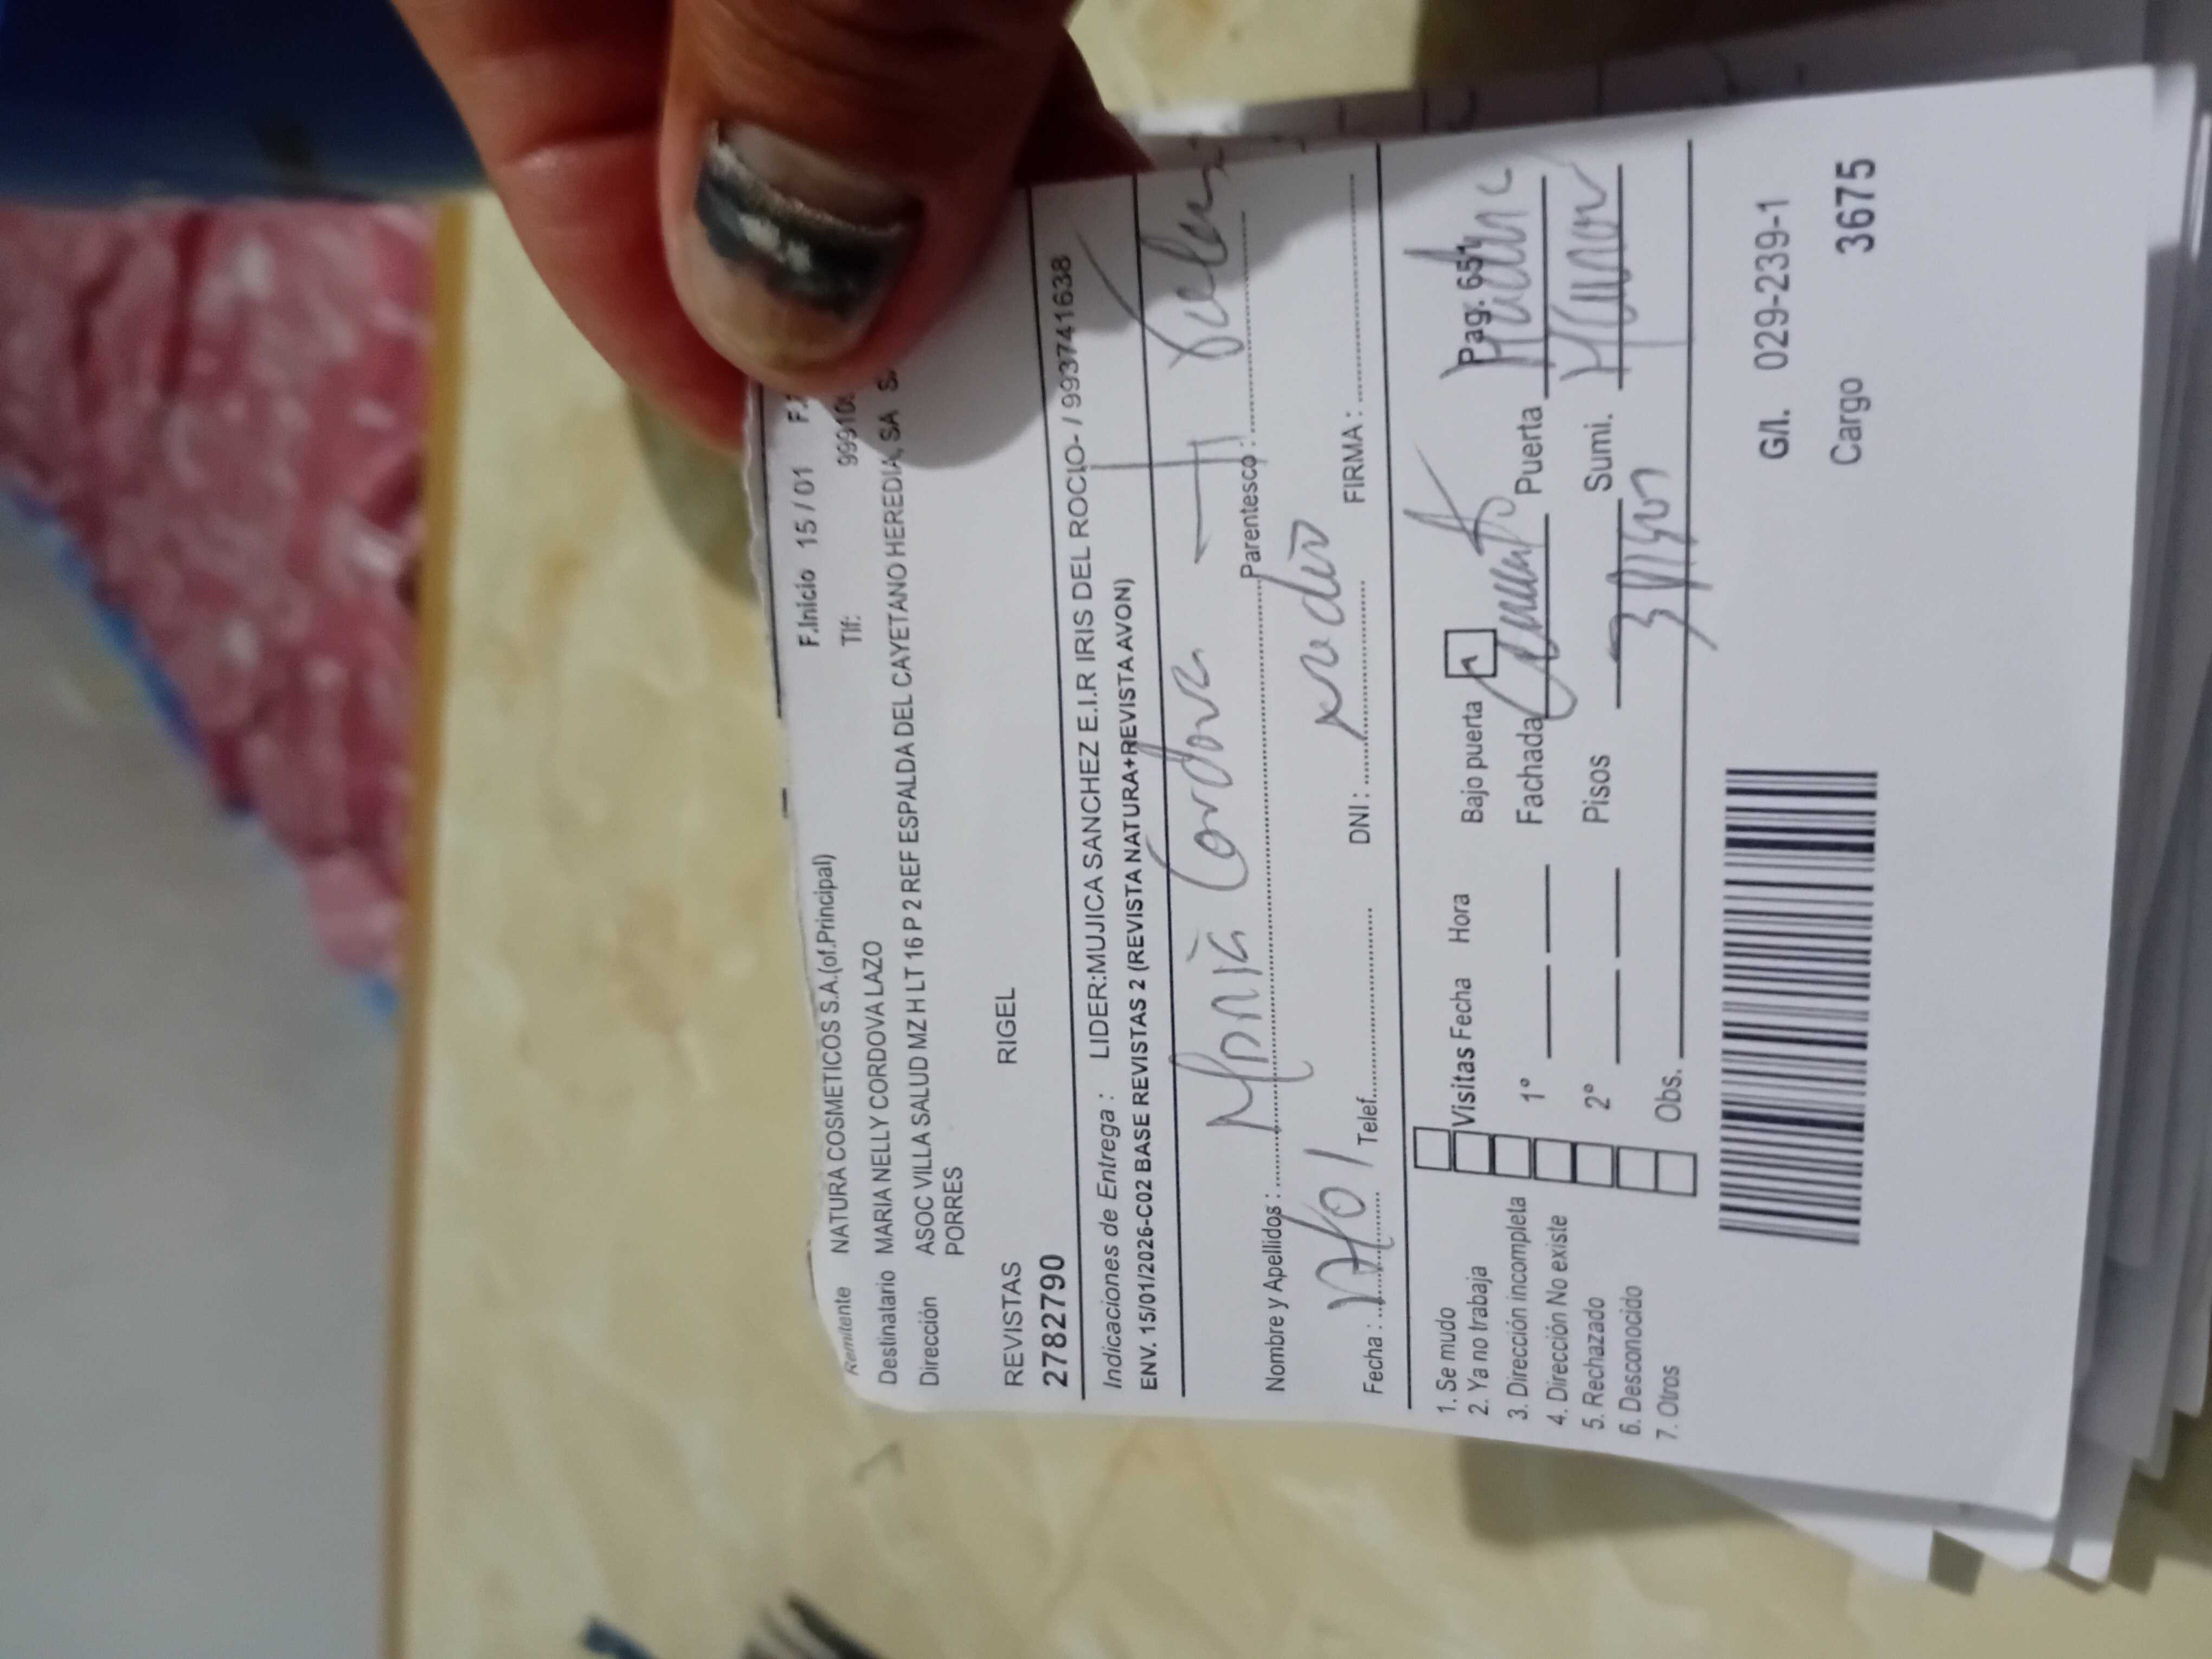 F.Inicio 15 / 01
Tlf:
Remitente NATURA COSMETICOS S.A.(of.Principal)
Destinatario MARIA NELLY CORDOVA LAZO
Dirección ASOC VILLA SALUD MZ H LT 16 P 2 REF ESPALDA DEL CAYETANO HEREDIA, SA
PORRES
REVISTAS RIGEL
2782790
Indicaciones de Entrega : LIDER:MUJICA SANCHEZ E.I.R IRIS DEL ROCIO- / 993741638
ENV. 15/01/2026-C02 BASE REVISTAS 2 (REVISTA NATURA+REVISTA AVON)
Nombre y Apellidos : María Cordova Parentesco :
Fecha : Telef. DNI : FIRMA :
1. Se mudo
2. Ya no trabaja
3. Dirección incompleta
4. Dirección No existe
5. Rechazado
6. Desconocido
7. Otros
Visitas Fecha Hora Bajo puerta Pag. 651
1º Fachada Puerta
2º Pisos 3 Sumi.
Obs.
G/I. 029-239-1
Cargo 3675